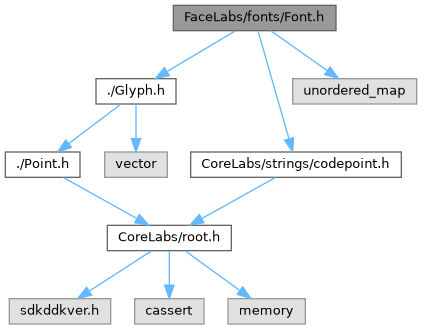 FaceLabs/fonts/Font.h
./Glyph.h
unordered_map
./Point.h
vector
CoreLabs/strings/codepoint.h
CoreLabs/root.h
sdkddkver.h
cassert
memory